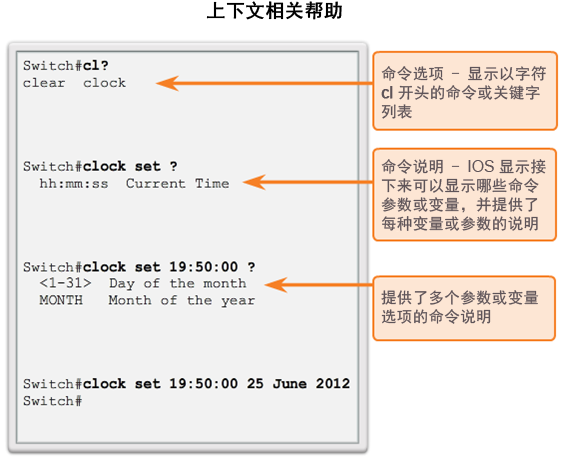 上下文相关帮助
Switch#cl?
clear  clock
命令选项 - 显示以字符
cl 开头的命令或关键字
列表
Switch#clock set ?
  hh:mm:ss  Current Time
命令说明 - IOS 显示接
下来可以显示哪些命令
参数或变量，并提供了
每种变量或参数的说明
Switch#clock set 19:50:00 ?
  <1-31>  Day of the month
  MONTH   Month of the year
提供了多个参数或变量
选项的命令说明
Switch#clock set 19:50:00 25 June 2012
Switch#